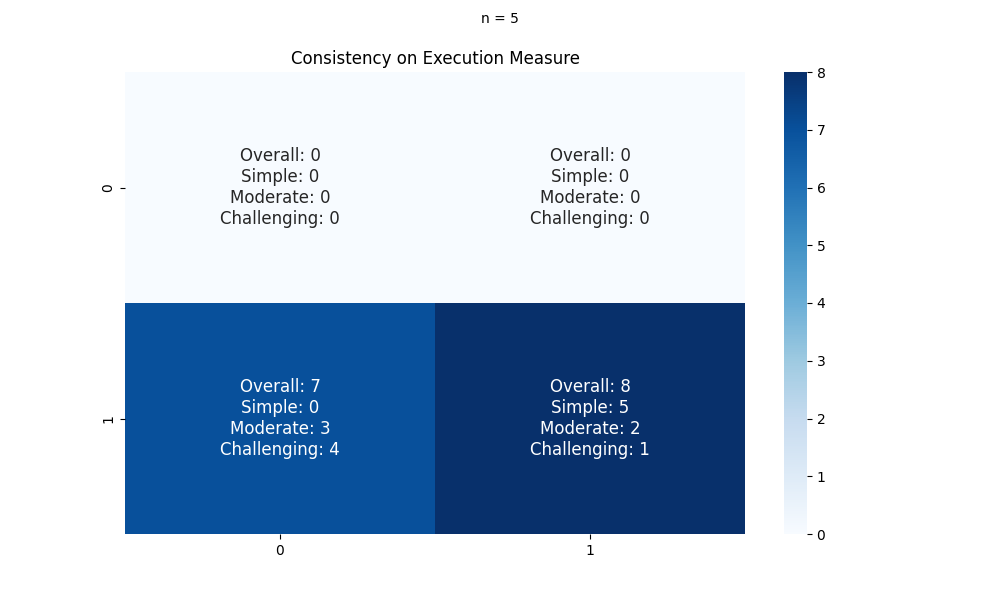 n = 5
Consistency on Execution Measure
Overall: 0
Simple: 0
Moderate: 0
Challenging: 0
Overall: 0
Simple: 0
Moderate: 0
Challenging: 0
Overall: 7
Simple: 0
Moderate: 3
Challenging: 4
Overall: 8
Simple: 5
Moderate: 2
Challenging: 1
0
1
0
1
8
7
6
5
4
3
2
1
0